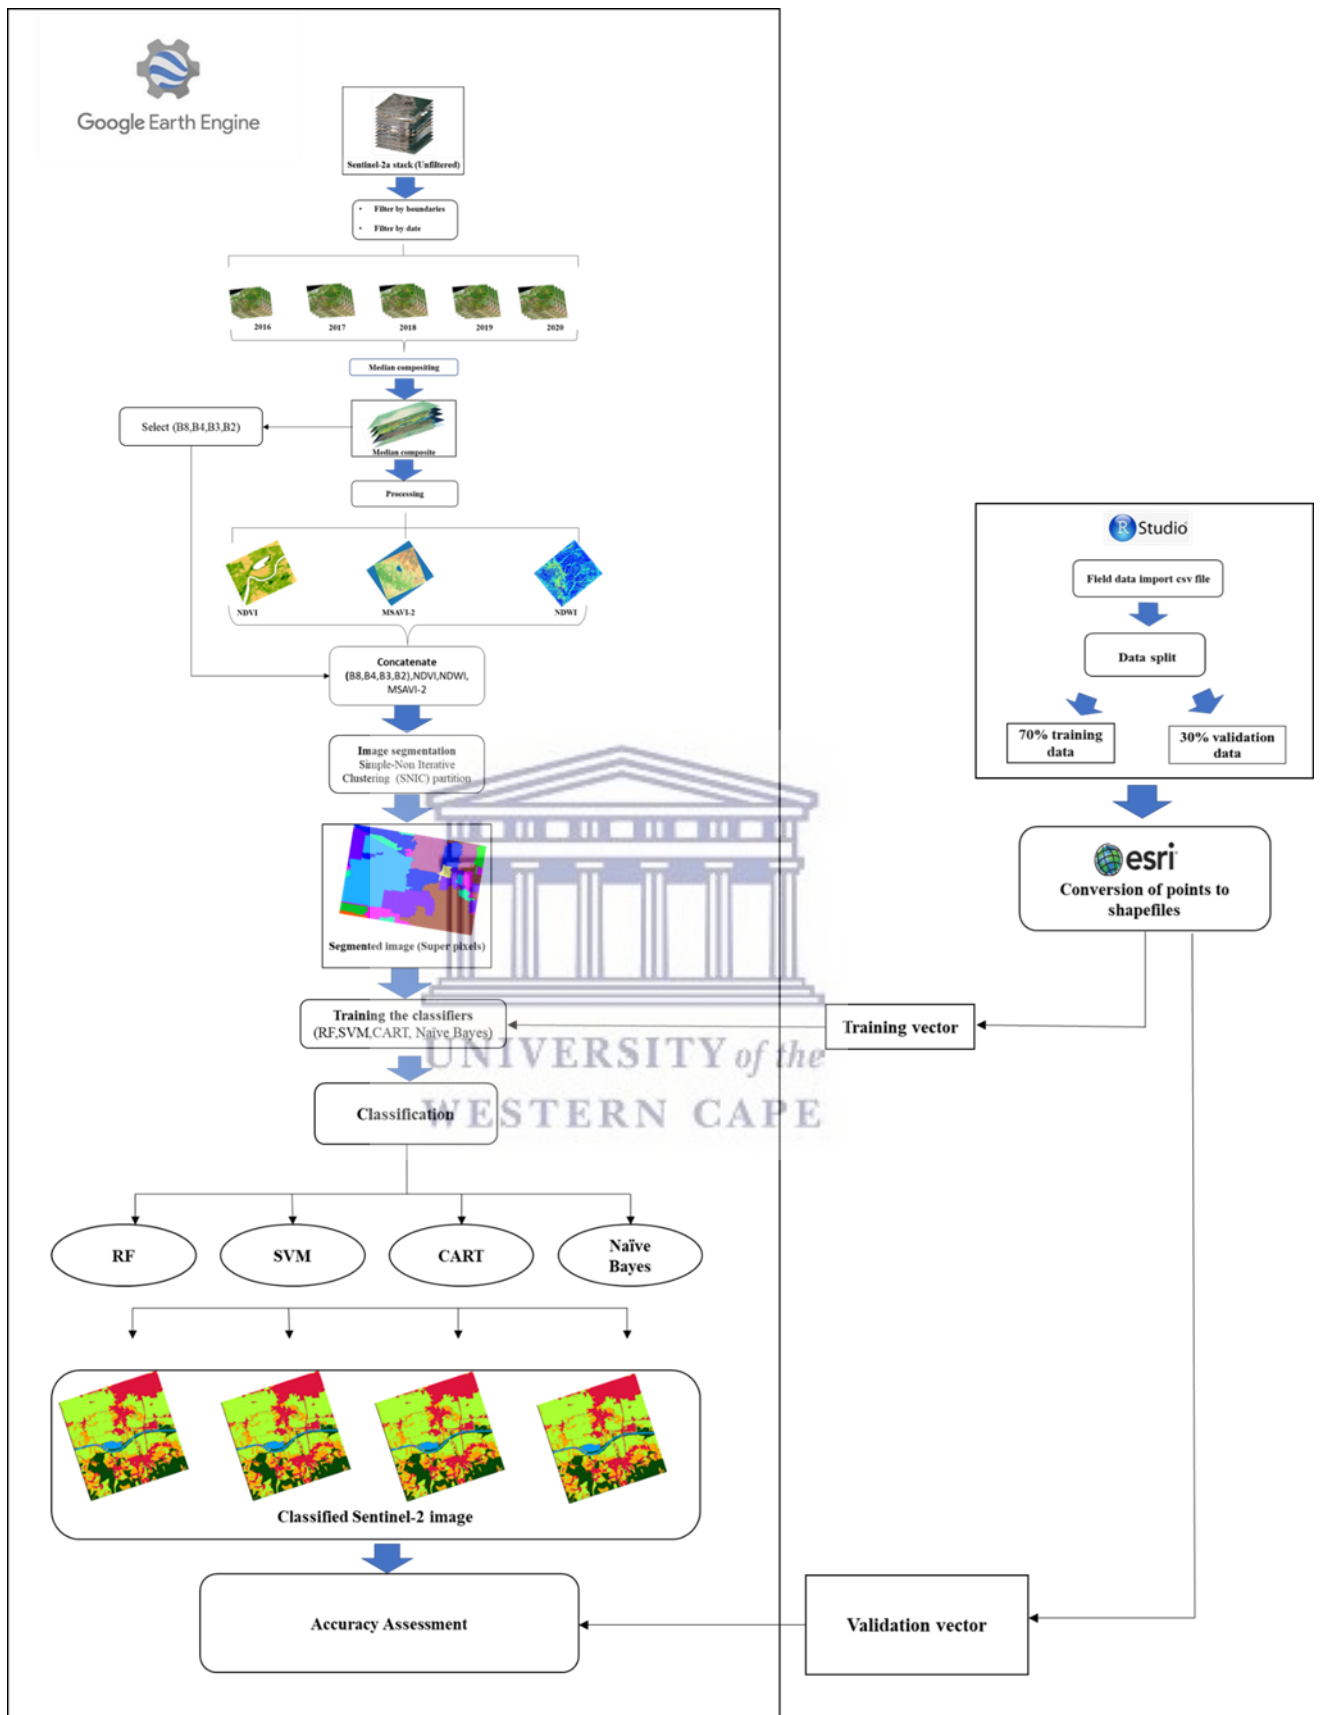 Google Earth Engine
Sentinel-2a stack (Unfiltered)
• Filter by boundaries
• Filter by date
2016 2017 2018 2019 2020
Median compositing
Select (B8,B4,B3,B2)
Median composite
Processing
NDVI MSAVI-2 NDWI
Concatenate
(B8,B4,B3,B2),NDVI,NDWI,
MSAVI-2
Image segmentation
Simple-Non Iterative
Clustering (SNIC) partition
Segmented image (Super pixels)
Training the classifiers
(RF,SVM,CART, Naïve Bayes)
Classification
RF
SVM
CART
Naïve
Bayes
Classified Sentinel-2 image
Accuracy Assessment
R Studio
Field data import csv file
Data split
70% training
data
30% validation
data
esri
Conversion of points to
shapefiles
Training vector
Validation vector
UNIVERSITY of the
WESTERN CAPE